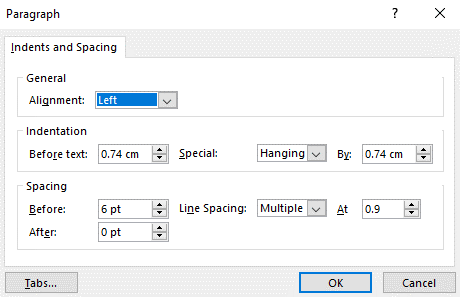 Paragraph ? ×
Indents and Spacing
General
Alignment: Left
Indentation
Before text: 0.74 cm Special: Hanging By: 0.74 cm
Spacing
Before: 6 pt Line Spacing: Multiple At 0.9
After: 0 pt
Tabs... OK Cancel